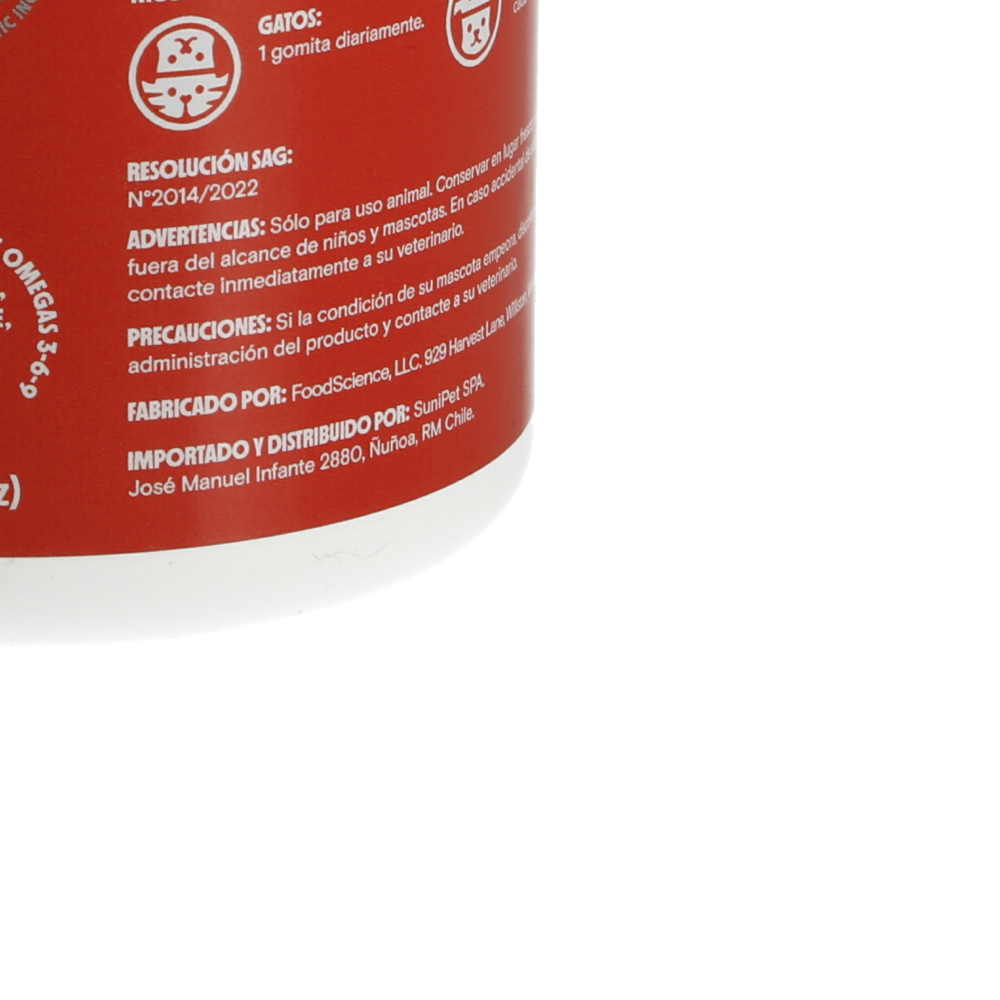 GATOS:
1 gomita diariamente.
RESOLUCIÓN SAG:
N°2014/2022
ADVERTENCIAS: Sólo para uso animal. Conservar en lugar fresco
fuera del alcance de niños y mascotas. En caso accidental de
contacte inmediatamente a su veterinario.
PRECAUCIONES: Si la condición de su mascota empeora,
administración del producto y contacte a su veterinario.
FABRICADO POR: FoodScience, LLC. 929 Harvest Lane,
IMPORTADO Y DISTRIBUIDO POR: SuniPet SPA.
José Manuel Infante 2880, Ñuñoa, RM Chile.
OMEGAS 3-6-9
z)